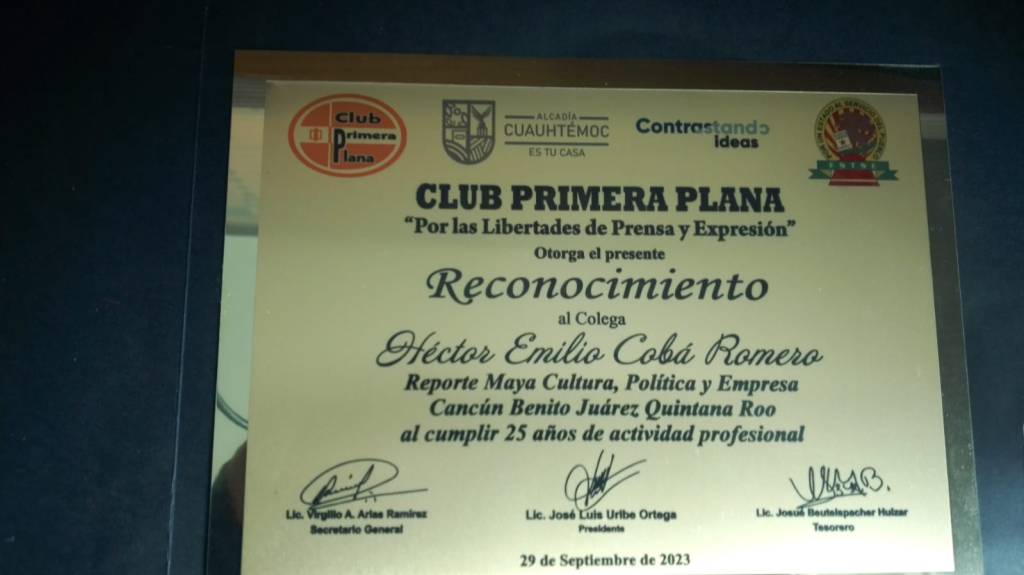 Club
Primera
Plana
ALCALDÍA
CUAUHTÉMOC
ES TU CASA
Contrastando
ideas
FSTSE
CLUB PRIMERA PLANA
“Por las Libertades de Prensa y Expresión”
Otorga el presente
Reconocimiento
al Colega
Héctor Emilio Cobá Romero
Reporte Maya Cultura, Política y Empresa
Cancún Benito Juárez Quintana Roo
al cumplir 25 años de actividad profesional
Lic. Virgilio A. Arias Ramírez
Secretario General
Lic. José Luis Uribe Ortega
Presidente
Lic. Josué Beutelspacher Huízar
Tesorero
29 de Septiembre de 2023